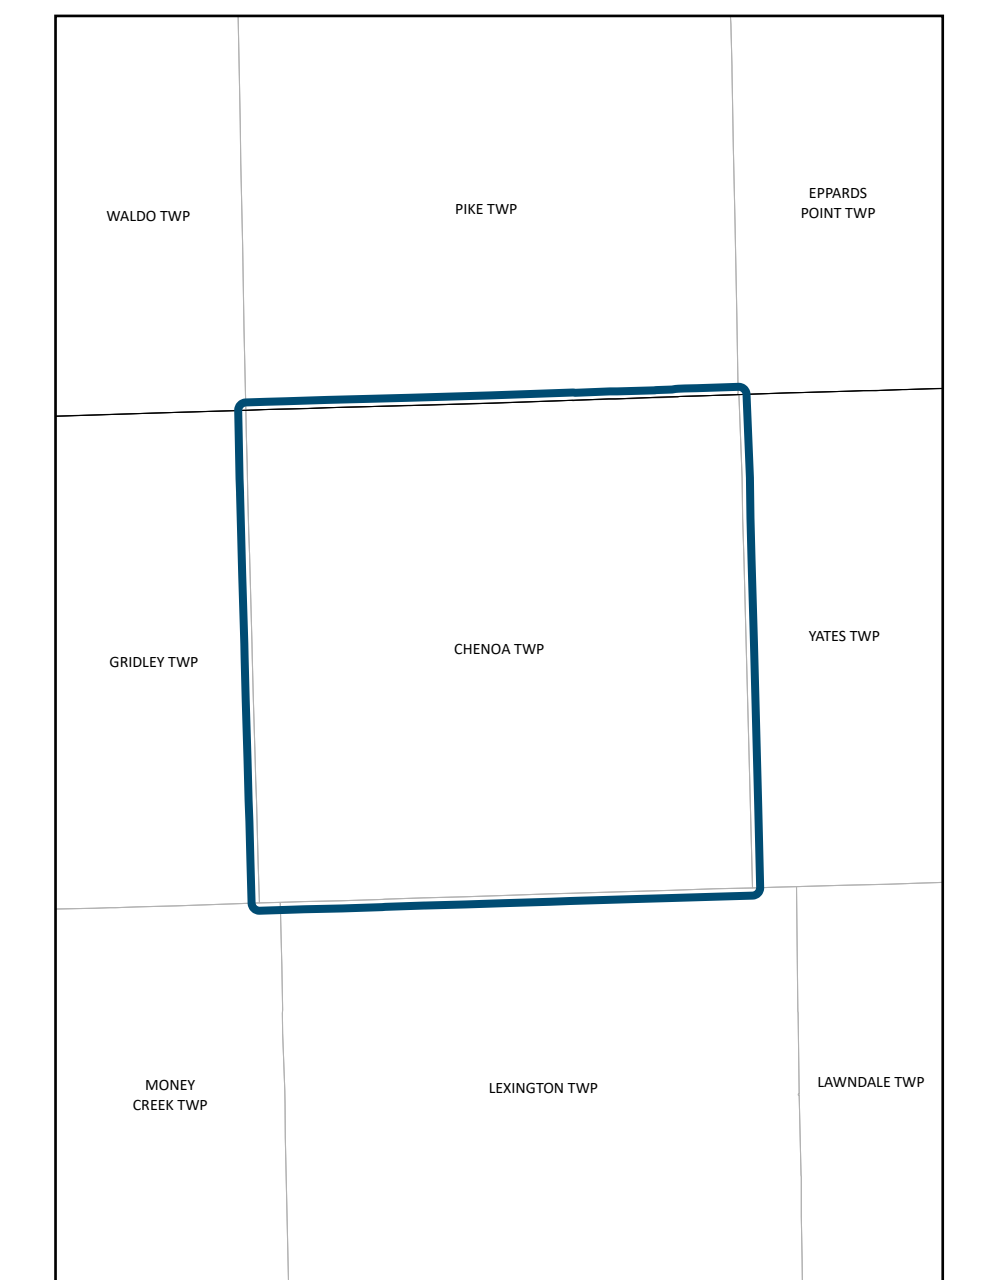 WALDO TWP
PIKE TWP
EPPARDS
POINT TWP
GRIDLEY TWP
CHENOA TWP
YATES TWP
MONEY
CREEK TWP
LEXINGTON TWP
LAWNDALE TWP